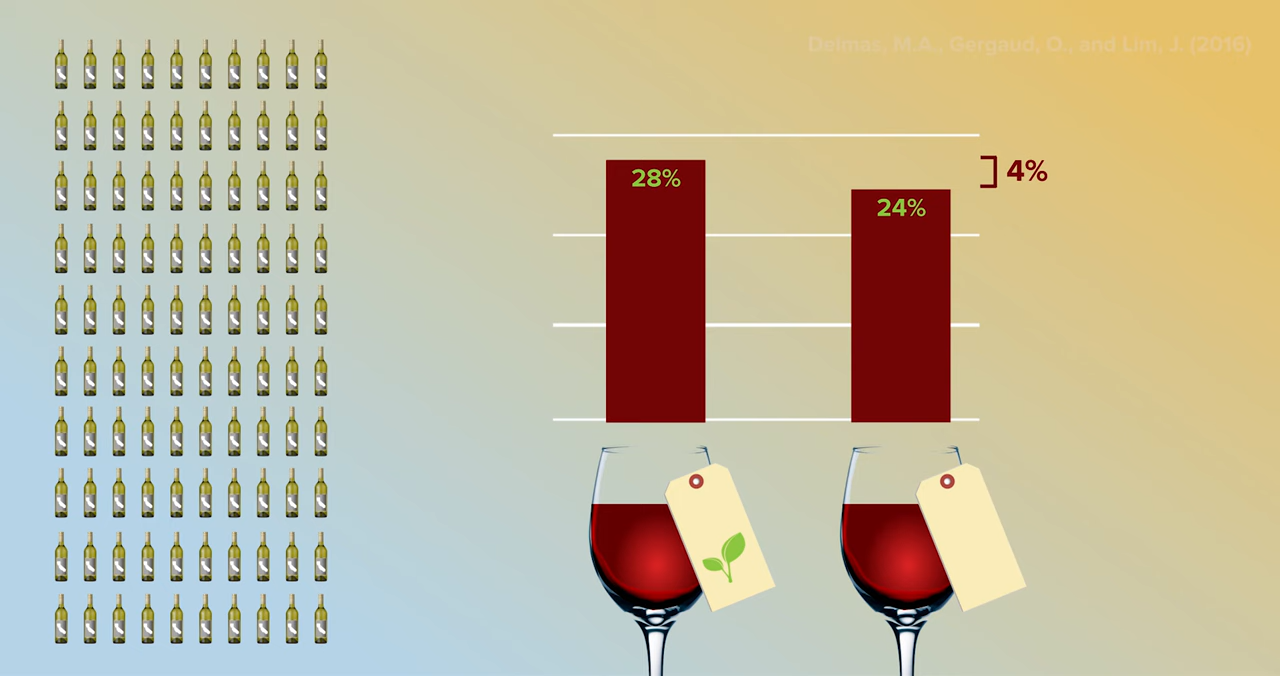 Delmas, M.A., Gergaud, O., and Lim, J. (2016)
28%
24%
4%